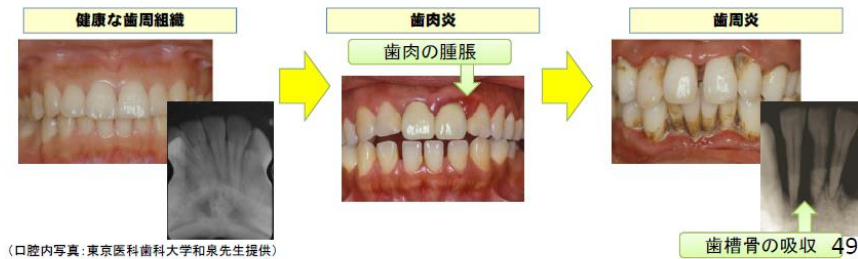 健康な歯周組織
歯肉炎
歯周炎
歯肉の腫脹
(口腔内写真:東京医科歯科大学和泉先生提供)
歯槽骨の吸収
49